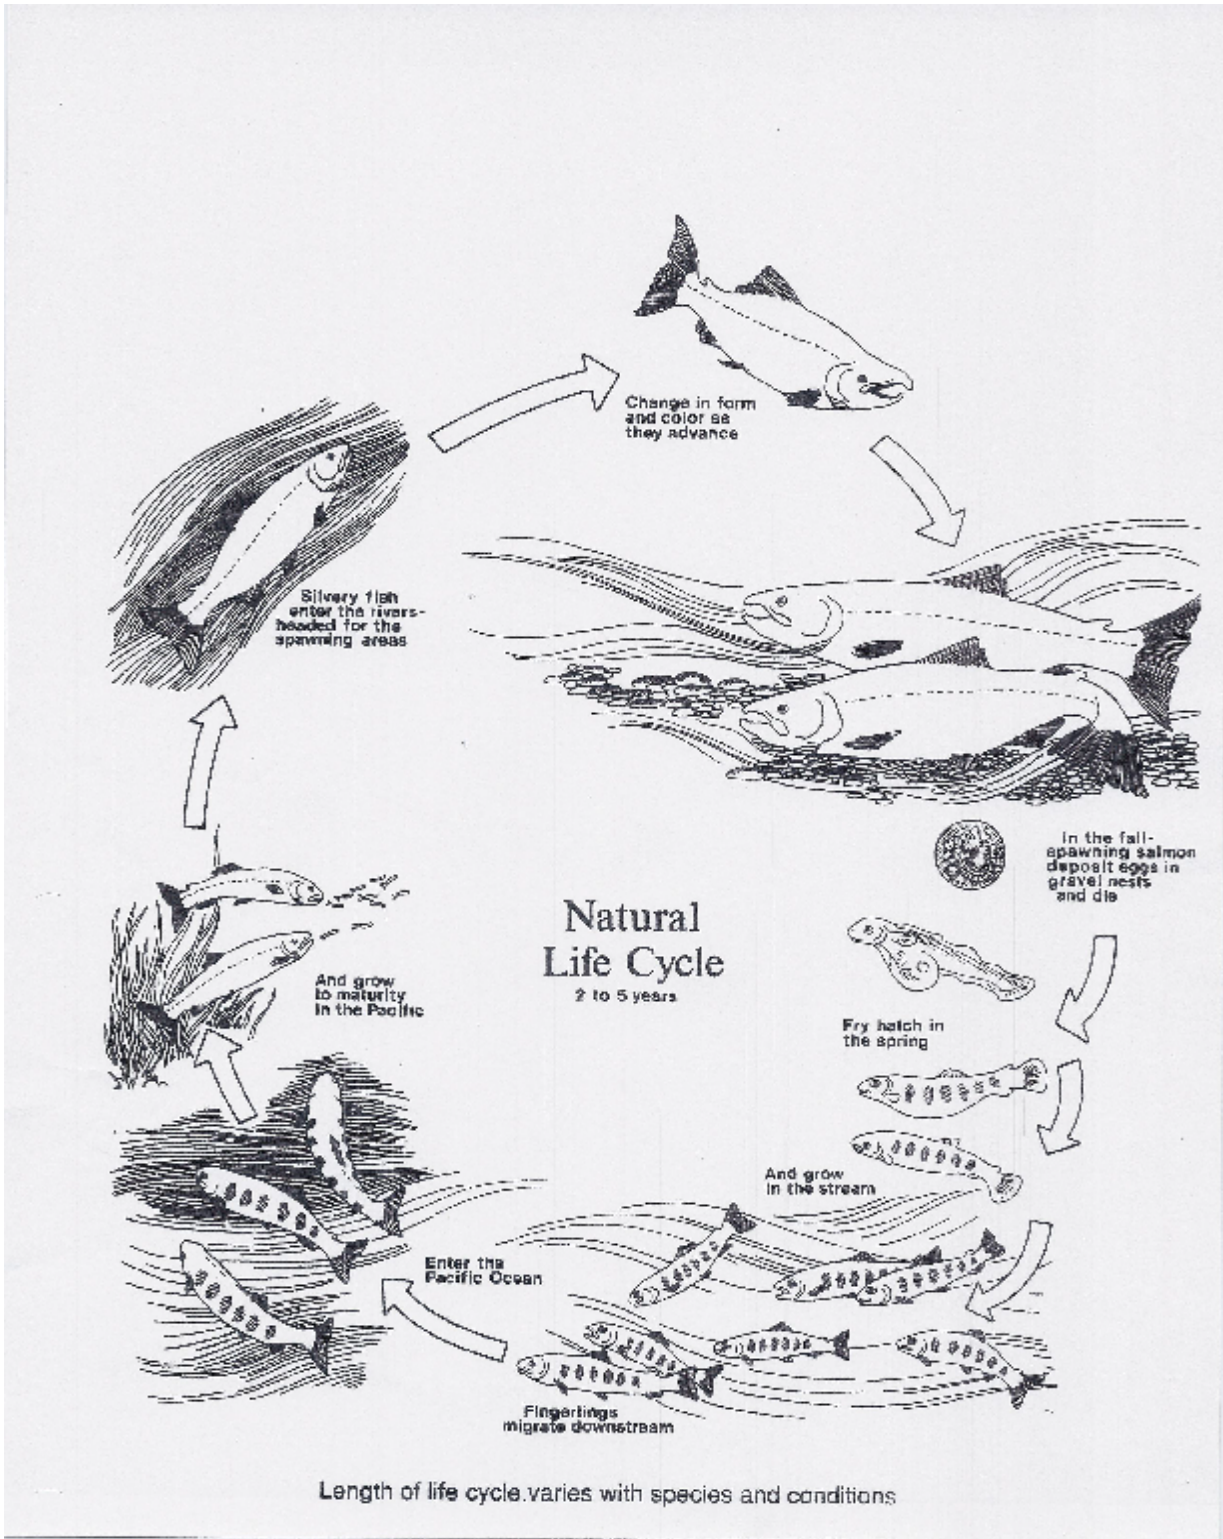 Change in form
and color as
they advance
Silvery fish
enter the rivers-
headed for the
spawning areas
In the fall-
spawning salmon
deposit eggs in
gravel nests
and die
Natural
Life Cycle
2 to 5 years
And grow
to maturity
in the Pacific
Fry hatch in
the spring
And grow
in the stream
Enter the
Pacific Ocean
Fingerlings
migrate downstream
Length of life cycle.varies with species and conditions